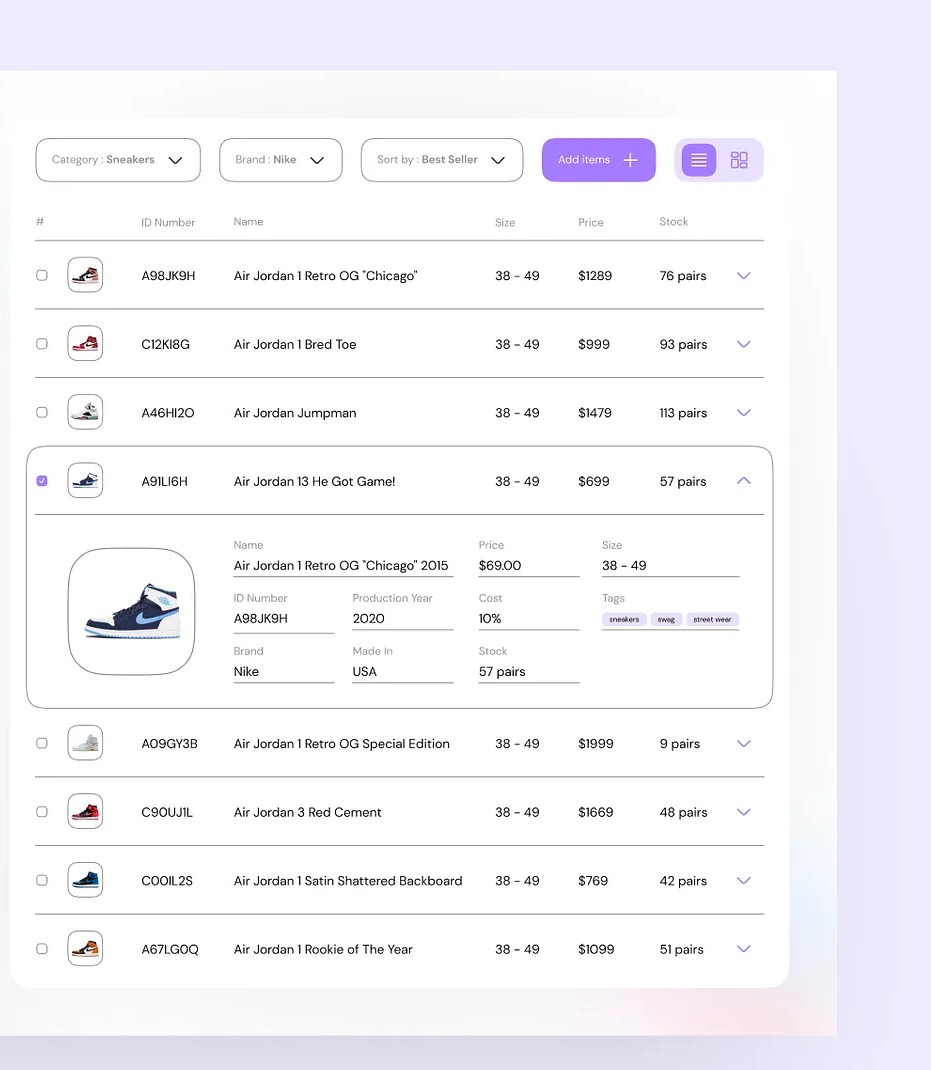 Category : Sneakers Brand : Nike Sort by : Best Seller Add items
# ID Number Name Size Price Stock
A98JK9H Air Jordan 1 Retro OG "Chicago" 38 - 49 $1289 76 pairs
C12KI8G Air Jordan 1 Bred Toe 38 - 49 $999 93 pairs
A46HI2O Air Jordan Jumpman 38 - 49 $1479 113 pairs
A91LI6H Air Jordan 13 He Got Game! 38 - 49 $699 57 pairs
Name Price Size
Air Jordan 1 Retro OG "Chicago" 2015 $69.00 38 - 49
ID Number Production Year Cost Tags
A98JK9H 2020 10% sneakers swag street wear
Brand Made In Stock
Nike USA 57 pairs
A09GY3B Air Jordan 1 Retro OG Special Edition 38 - 49 $1999 9 pairs
C90UJ1L Air Jordan 3 Red Cement 38 - 49 $1669 48 pairs
C00IL2S Air Jordan 1 Satin Shattered Backboard 38 - 49 $769 42 pairs
A67LG0Q Air Jordan 1 Rookie of The Year 38 - 49 $1099 51 pairs